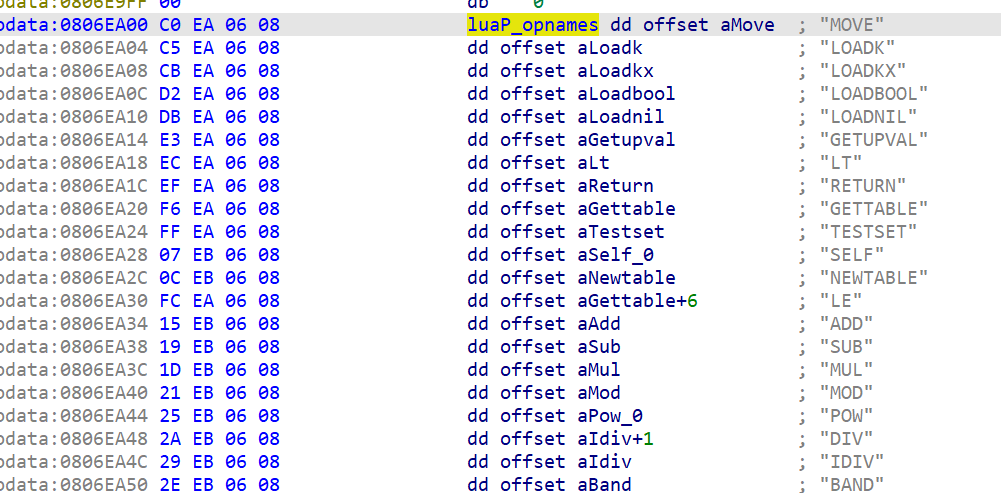 odata:0806E9FF 00 db 0
odata:0806EA00 C0 EA 06 08 luaP_opnames dd offset aMove ; "MOVE"
odata:0806EA04 C5 EA 06 08 dd offset aLoadk ; "LOADK"
odata:0806EA08 CB EA 06 08 dd offset aLoadkx ; "LOADKX"
odata:0806EA0C D2 EA 06 08 dd offset aLoadbool ; "LOADBOOL"
odata:0806EA10 DB EA 06 08 dd offset aLoadnil ; "LOADNIL"
odata:0806EA14 E3 EA 06 08 dd offset aGetupval ; "GETUPVAL"
odata:0806EA18 EC EA 06 08 dd offset aLt ; "LT"
odata:0806EA1C EF EA 06 08 dd offset aReturn ; "RETURN"
odata:0806EA20 F6 EA 06 08 dd offset aGettable ; "GETTABLE"
odata:0806EA24 FF EA 06 08 dd offset aTestset ; "TESTSET"
odata:0806EA28 07 EB 06 08 dd offset aSelf_0 ; "SELF"
odata:0806EA2C 0C EB 06 08 dd offset aNewtable ; "NEWTABLE"
odata:0806EA30 FC EA 06 08 dd offset aGettable+6 ; "LE"
odata:0806EA34 15 EB 06 08 dd offset aAdd ; "ADD"
odata:0806EA38 19 EB 06 08 dd offset aSub ; "SUB"
odata:0806EA3C 1D EB 06 08 dd offset aMul ; "MUL"
odata:0806EA40 21 EB 06 08 dd offset aMod ; "MOD"
odata:0806EA44 25 EB 06 08 dd offset aPow_0 ; "POW"
odata:0806EA48 2A EB 06 08 dd offset aIdiv+1 ; "DIV"
odata:0806EA4C 29 EB 06 08 dd offset aIdiv ; "IDIV"
odata:0806EA50 2E EB 06 08 dd offset aBand ; "BAND"